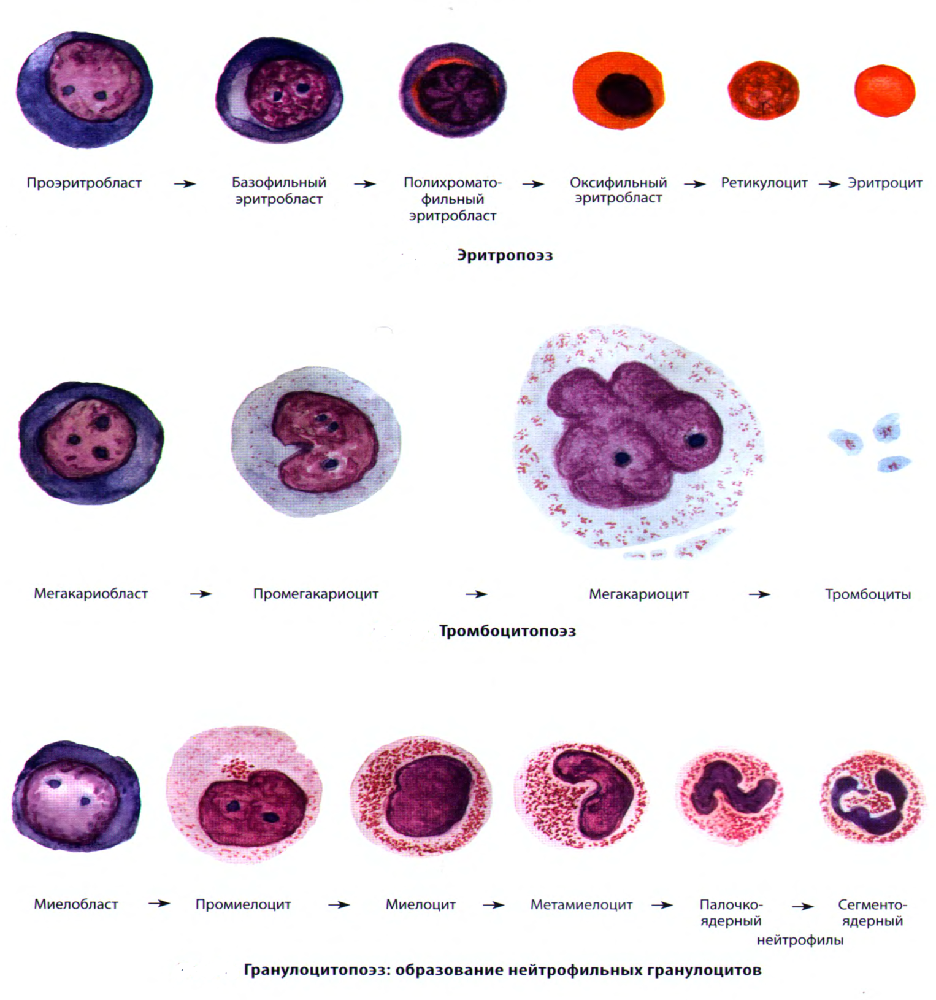 Проэритробласт → Базофильный → Полихромато- → Оксифильный → Ретикулоцит → Эритроцит
эритробласт фильный эритробласт
эритробласт
Эритропоэз
Мегакариобласт → Промегакариоцит → Мегакариоцит → Тромбоциты
Тромбоцитопоэз
Миелобласт → Промиелоцит → Миелоцит → Метамиелоцит → Палочко- → Сегменто-
ядерный ядерный
нейтрофилы
Гранулоцитопоэз: образование нейтрофильных гранулоцитов